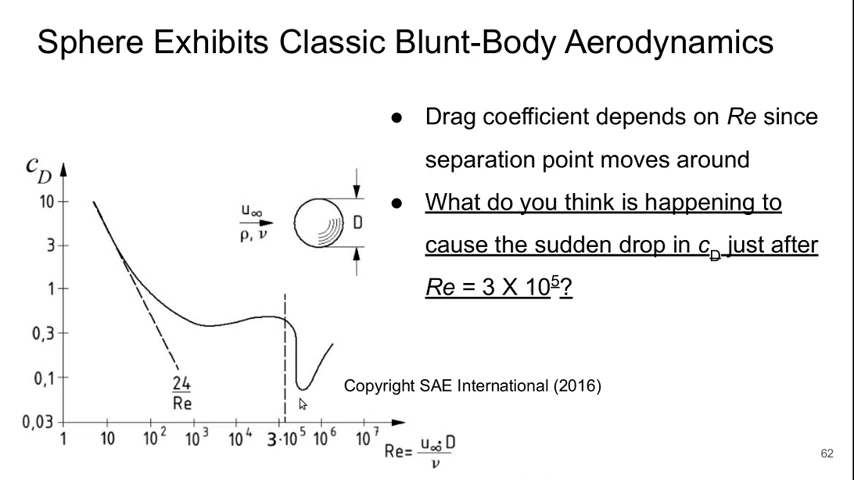 Sphere Exhibits Classic Blunt-Body Aerodynamics
● Drag coefficient depends on Re since
separation point moves around
● What do you think is happening to
cause the sudden drop in c_D just after
Re = 3 X 10⁵?
c_D
10
3
1
0,3
0,1
0,03
u∞
ρ, ν
D
24
Re
1 10 10² 10³ 10⁴ 3·10⁵ 10⁶ 10⁷
Re= u∞·D
ν
Copyright SAE International (2016)
62